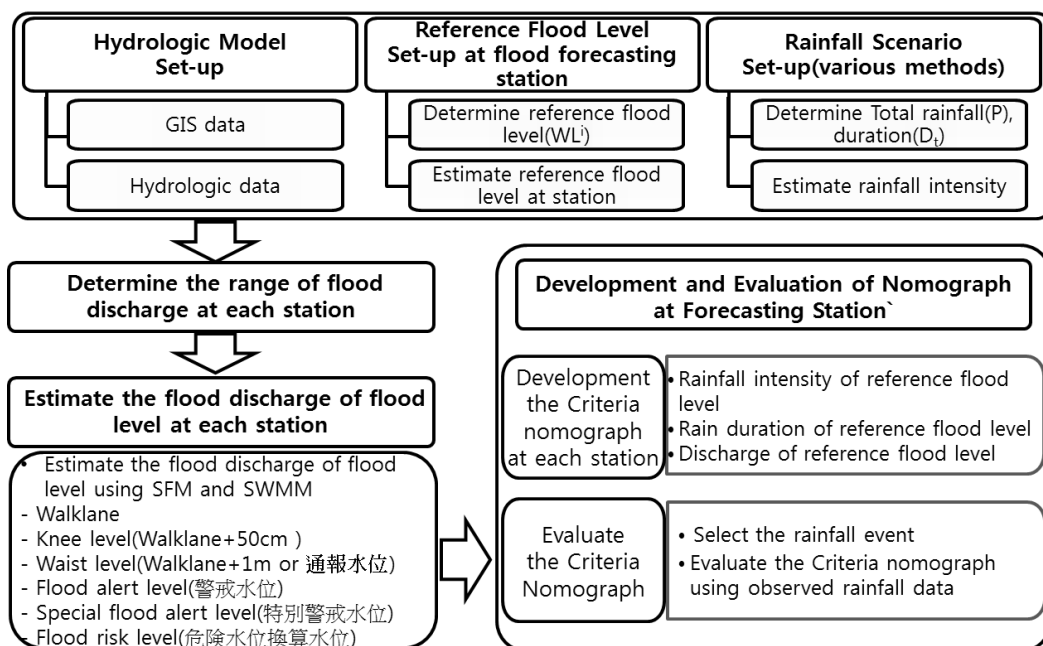 Hydrologic Model
Set-up
GIS data
Hydrologic data
Reference Flood Level
Set-up at flood forecasting
station
Determine reference flood
level(WLⁱ)
Estimate reference flood
level at station
Rainfall Scenario
Set-up(various methods)
Determine Total rainfall(P),
duration(Dₜ)
Estimate rainfall intensity
Determine the range of flood
discharge at each station
Estimate the flood discharge of flood
level at each station
• Estimate the flood discharge of flood
level using SFM and SWMM
- Walklane
- Knee level(Walklane+50cm )
- Waist level(Walklane+1m or 通報水位)
- Flood alert level(警戒水位)
- Special flood alert level(特別警戒水位)
- Flood risk level(危険水位換算水位)
Development and Evaluation of Nomograph
at Forecasting Station`
Development
the Criteria
nomograph
at each station
• Rainfall intensity of reference flood
level
• Rain duration of reference flood level
• Discharge of reference flood level
Evaluate
the Criteria
Nomograph
• Select the rainfall event
• Evaluate the Criteria nomograph
using observed rainfall data